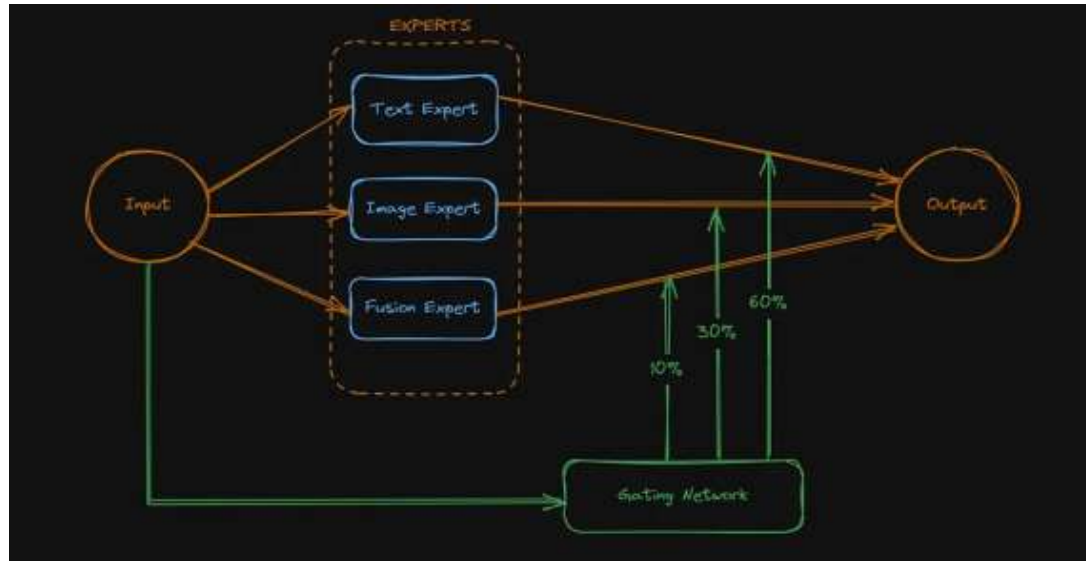 EXPERTS
Text Expert
Input
Image Expert
Output
Fusion Expert
60%
30%
10%
Gating Network